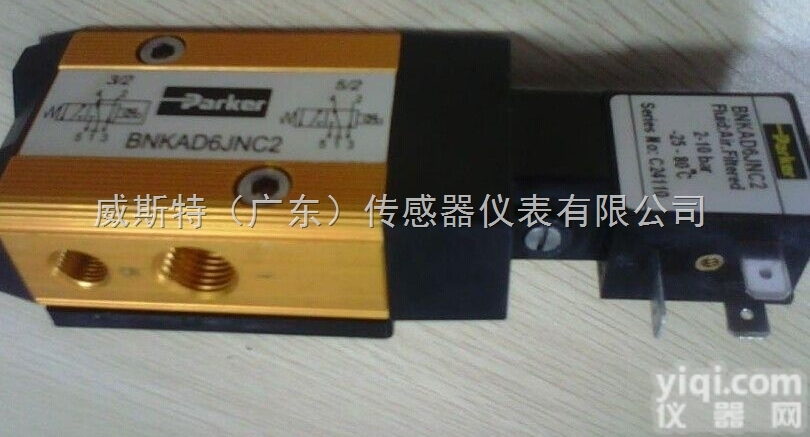 3/2
Parker
5/2
BNKAD6JNC2
Parker
BNKAD6JNC2
Fluid:Air.Filtered
2-10 bar
-25 - 80°C
Series No: C24119
威斯特（广东）传感器仪表有限公司
yiqi.com
仪器网